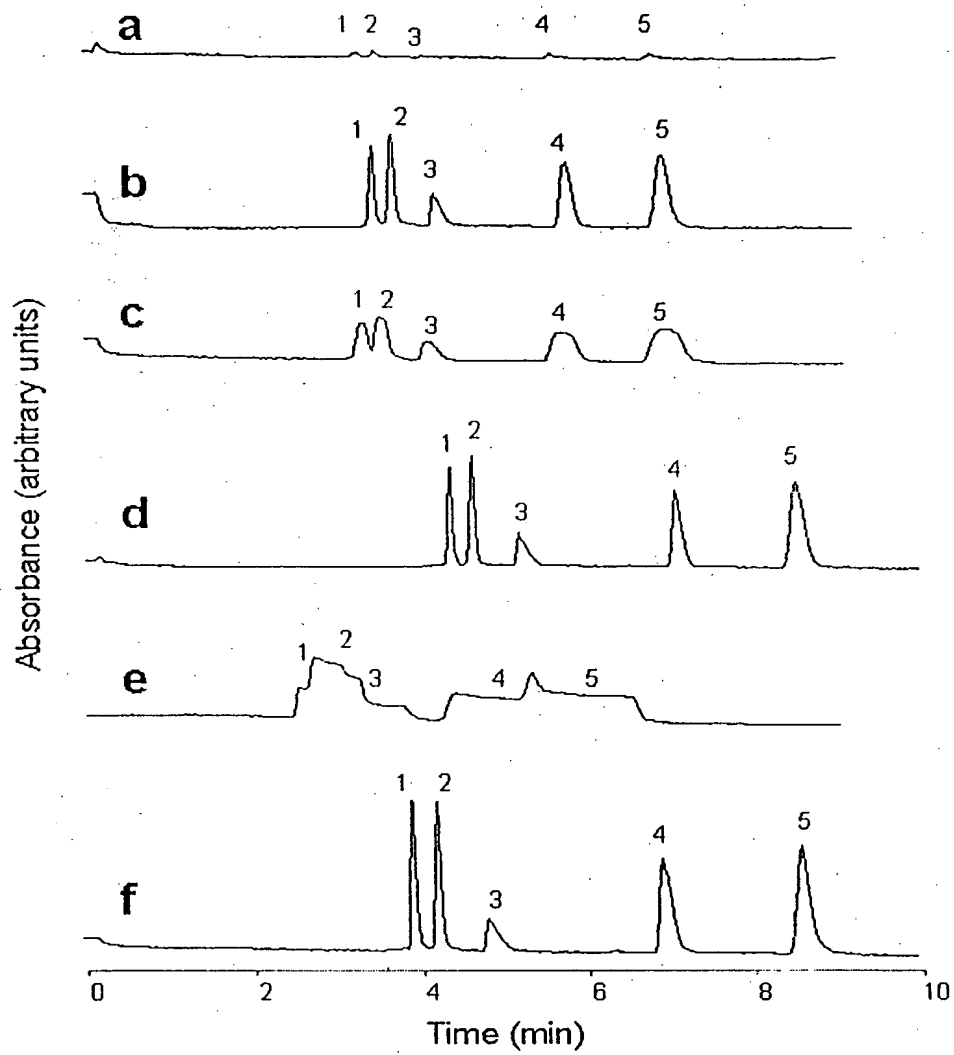 a 1 2 3 4 5
b 1 2 3 4 5
c 1 2 3 4 5
d 1 2 3 4 5
e 1 2 3 4 5
f 1 2 3 4 5
Absorbance (arbitrary units)
0 2 4 6 8 10
Time (min)